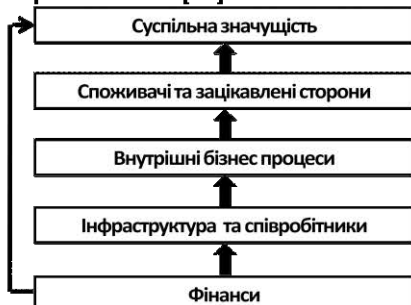 Суспільна значущість
Споживачі та зацікавлені сторони
Внутрішні бізнес процеси
Інфраструктура та співробітники
Фінанси